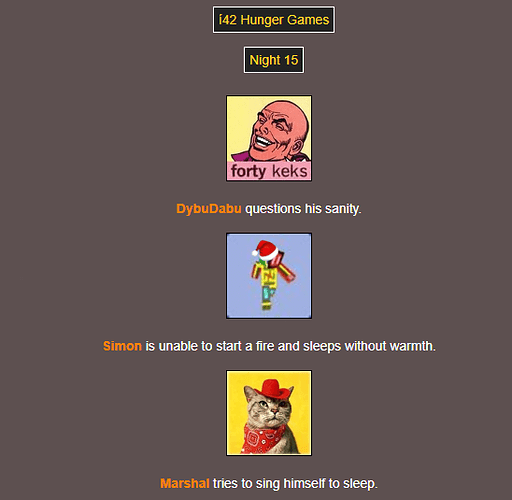 í42 Hunger Games
Night 15
forty keks
DybuDabu questions his sanity.
Simon is unable to start a fire and sleeps without warmth.
Marshal tries to sing himself to sleep.